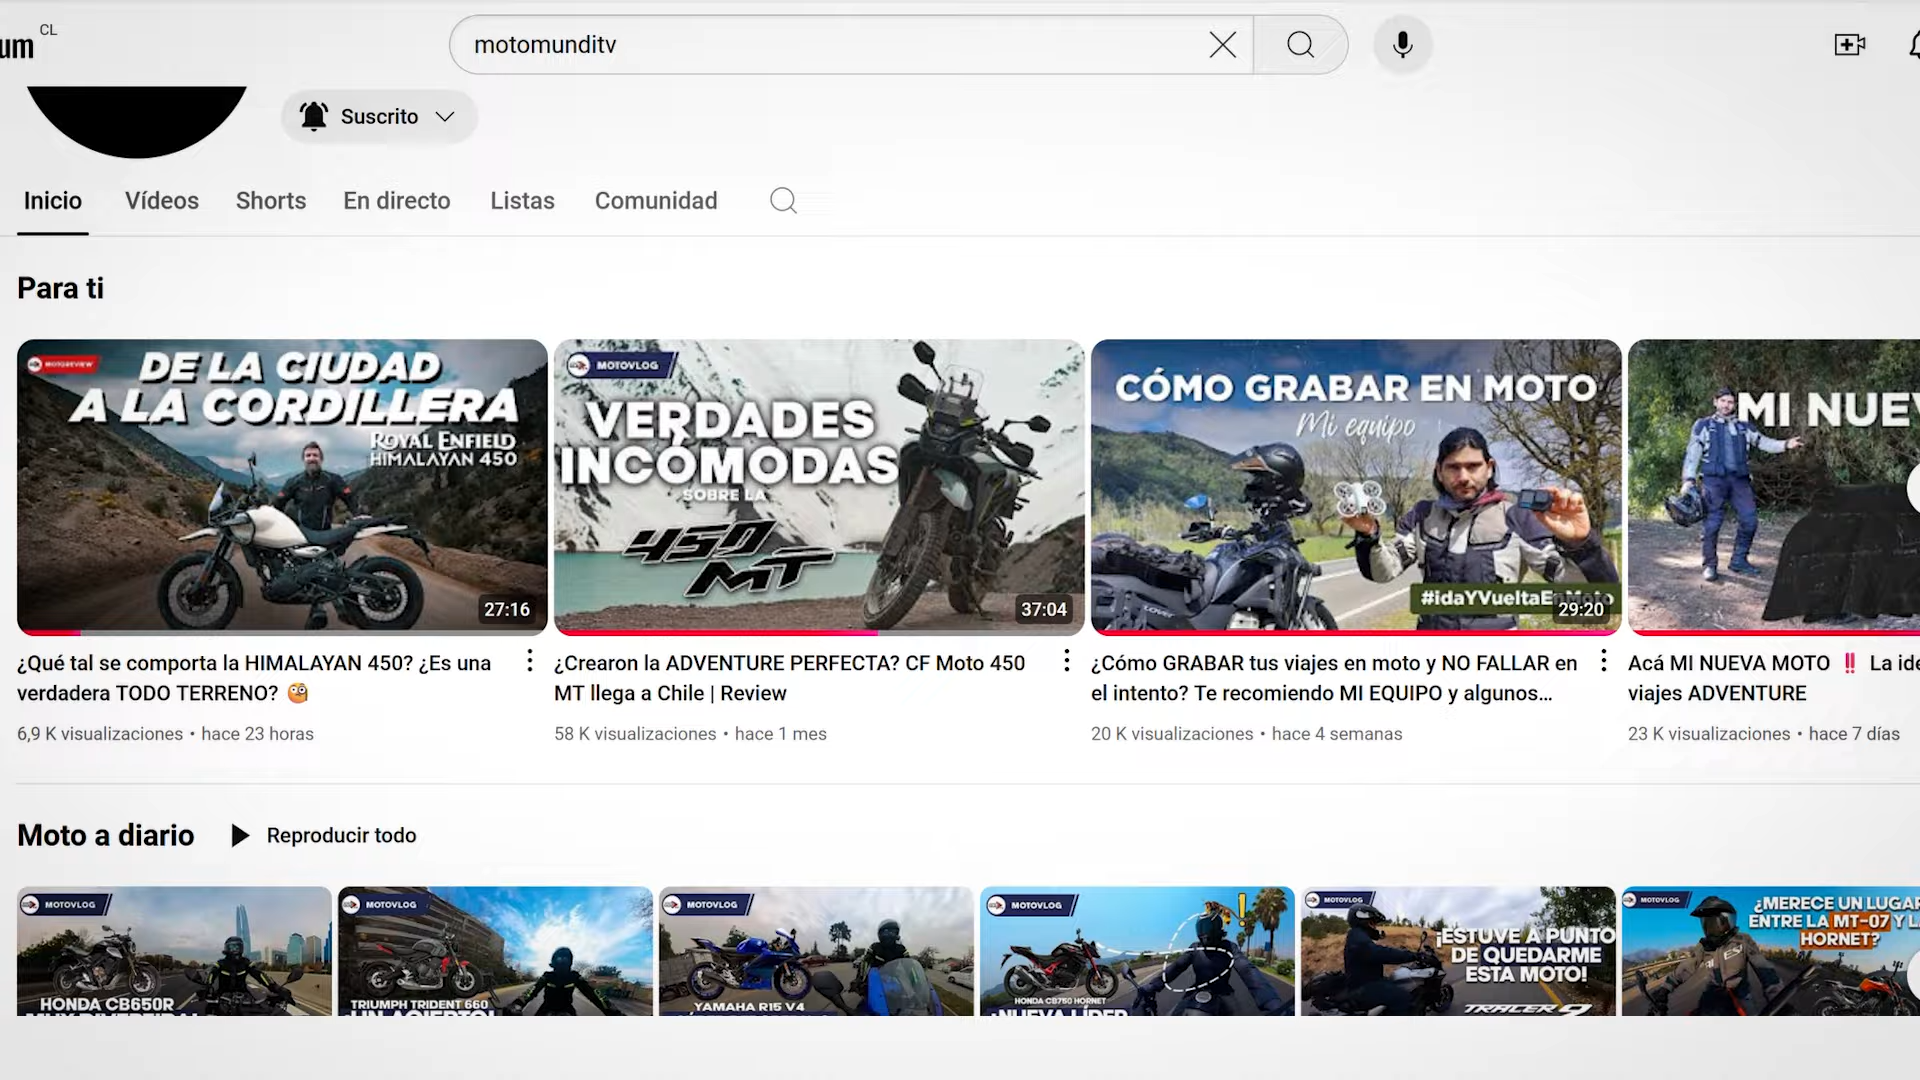 um CL
motomunditv
Suscrito
Inicio
Vídeos
Shorts
En directo
Listas
Comunidad
Para ti
MOTOREVIEW
DE LA CIUDAD
A LA CORDILLERA
ROYAL ENFIELD
HIMALAYAN 450
27:16
MOTOVLOG
VERDADES
INCÓMODAS
SOBRE LA
450
MT
37:04
CÓMO GRABAR EN MOTO
Mi equipo
#idaYVueltaEnMoto
29:20
MI NUEV
¿Qué tal se comporta la HIMALAYAN 450? ¿Es una
verdadera TODO TERRENO? 🧐
6,9 K visualizaciones • hace 23 horas
¿Crearon la ADVENTURE PERFECTA? CF Moto 450
MT llega a Chile | Review
58 K visualizaciones • hace 1 mes
¿Cómo GRABAR tus viajes en moto y NO FALLAR en
el intento? Te recomiendo MI EQUIPO y algunos...
20 K visualizaciones • hace 4 semanas
Acá MI NUEVA MOTO ‼️ La ide
viajes ADVENTURE
23 K visualizaciones • hace 7 días
Moto a diario
Reproducir todo
MOTOVLOG
HONDA CB650R
MOTOVLOG
TRIUMPH TRIDENT 660
¡UN ACIERTO!
MOTOVLOG
YAMAHA R15 V4
MOTOVLOG
HONDA CB750 HORNET
¡NUEVA LÍDER
MOTOVLOG
¡ESTUVE A PUNTO
DE QUEDARME
ESTA MOTO!
TRACER 9
MOTOVLOG
¿MERECE UN LUGAR
ENTRE LA MT-07 Y L
HORNET?